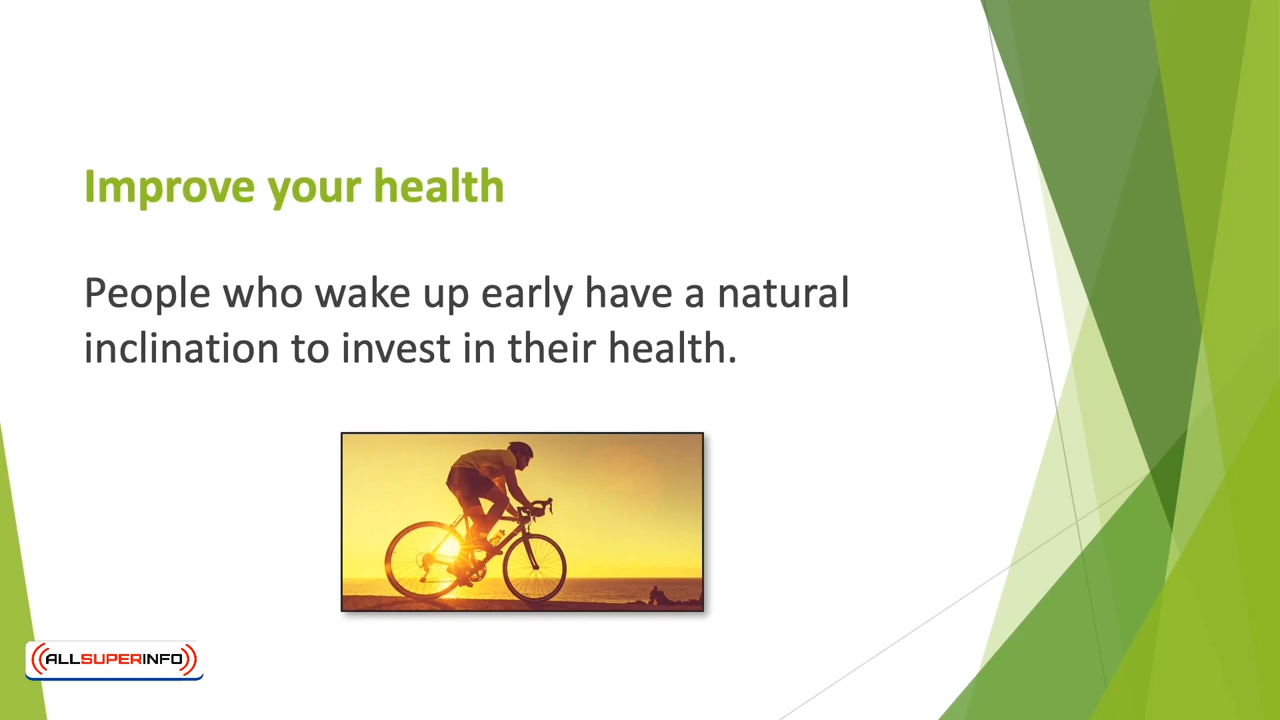 Improve your health
People who wake up early have a natural
inclination to invest in their health.
ALLSUPERINFO